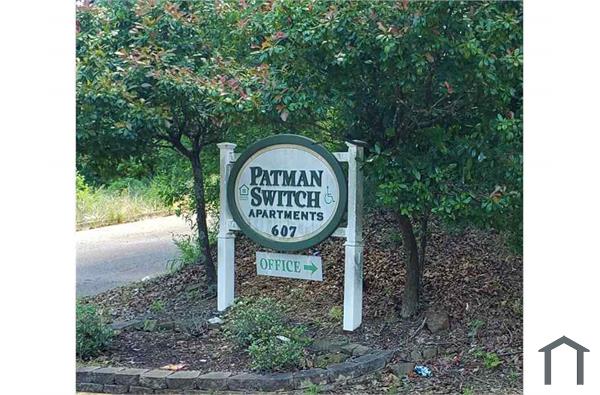 PATMAN
SWITCH
APARTMENTS
607
OFFICE